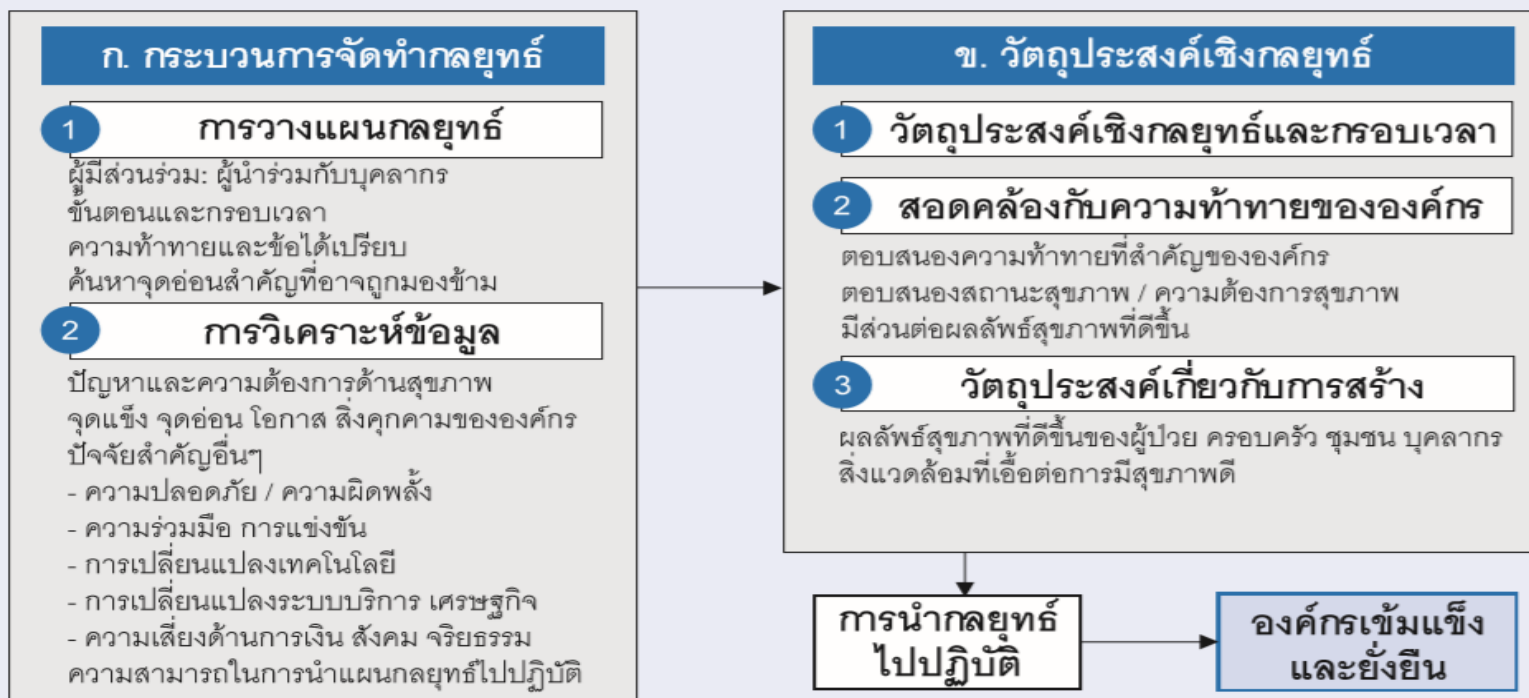 ก. กระบวนการจัดทำกลยุทธ์
1 การวางแผนกลยุทธ์
ผู้มีส่วนร่วม: ผู้นำร่วมกับบุคลากร
ขั้นตอนและกรอบเวลา
ความท้าทายและข้อได้เปรียบ
ค้นหาจุดอ่อนสำคัญที่อาจถูกมองข้าม
2 การวิเคราะห์ข้อมูล
ปัญหาและความต้องการด้านสุขภาพ
จุดแข็ง จุดอ่อน โอกาส สิ่งคุกคามขององค์กร
ปัจจัยสำคัญอื่นๆ
- ความปลอดภัย / ความผิดพลั้ง
- ความร่วมมือ การแข่งขัน
- การเปลี่ยนแปลงเทคโนโลยี
- การเปลี่ยนแปลงระบบบริการ เศรษฐกิจ
- ความเสี่ยงด้านการเงิน สังคม จริยธรรม
ความสามารถในการนำแผนกลยุทธ์ไปปฏิบัติ
ข. วัตถุประสงค์เชิงกลยุทธ์
1 วัตถุประสงค์เชิงกลยุทธ์และกรอบเวลา
2 สอดคล้องกับความท้าทายขององค์กร
ตอบสนองความท้าทายที่สำคัญขององค์กร
ตอบสนองสถานะสุขภาพ / ความต้องการสุขภาพ
มีส่วนต่อผลลัพธ์สุขภาพที่ดีขึ้น
3 วัตถุประสงค์เกี่ยวกับการสร้าง
ผลลัพธ์สุขภาพที่ดีขึ้นของผู้ป่วย ครอบครัว ชุมชน บุคลากร
สิ่งแวดล้อมที่เอื้อต่อการมีสุขภาพดี
การนำกลยุทธ์
ไปปฏิบัติ
องค์กรเข้มแข็ง
และยั่งยืน